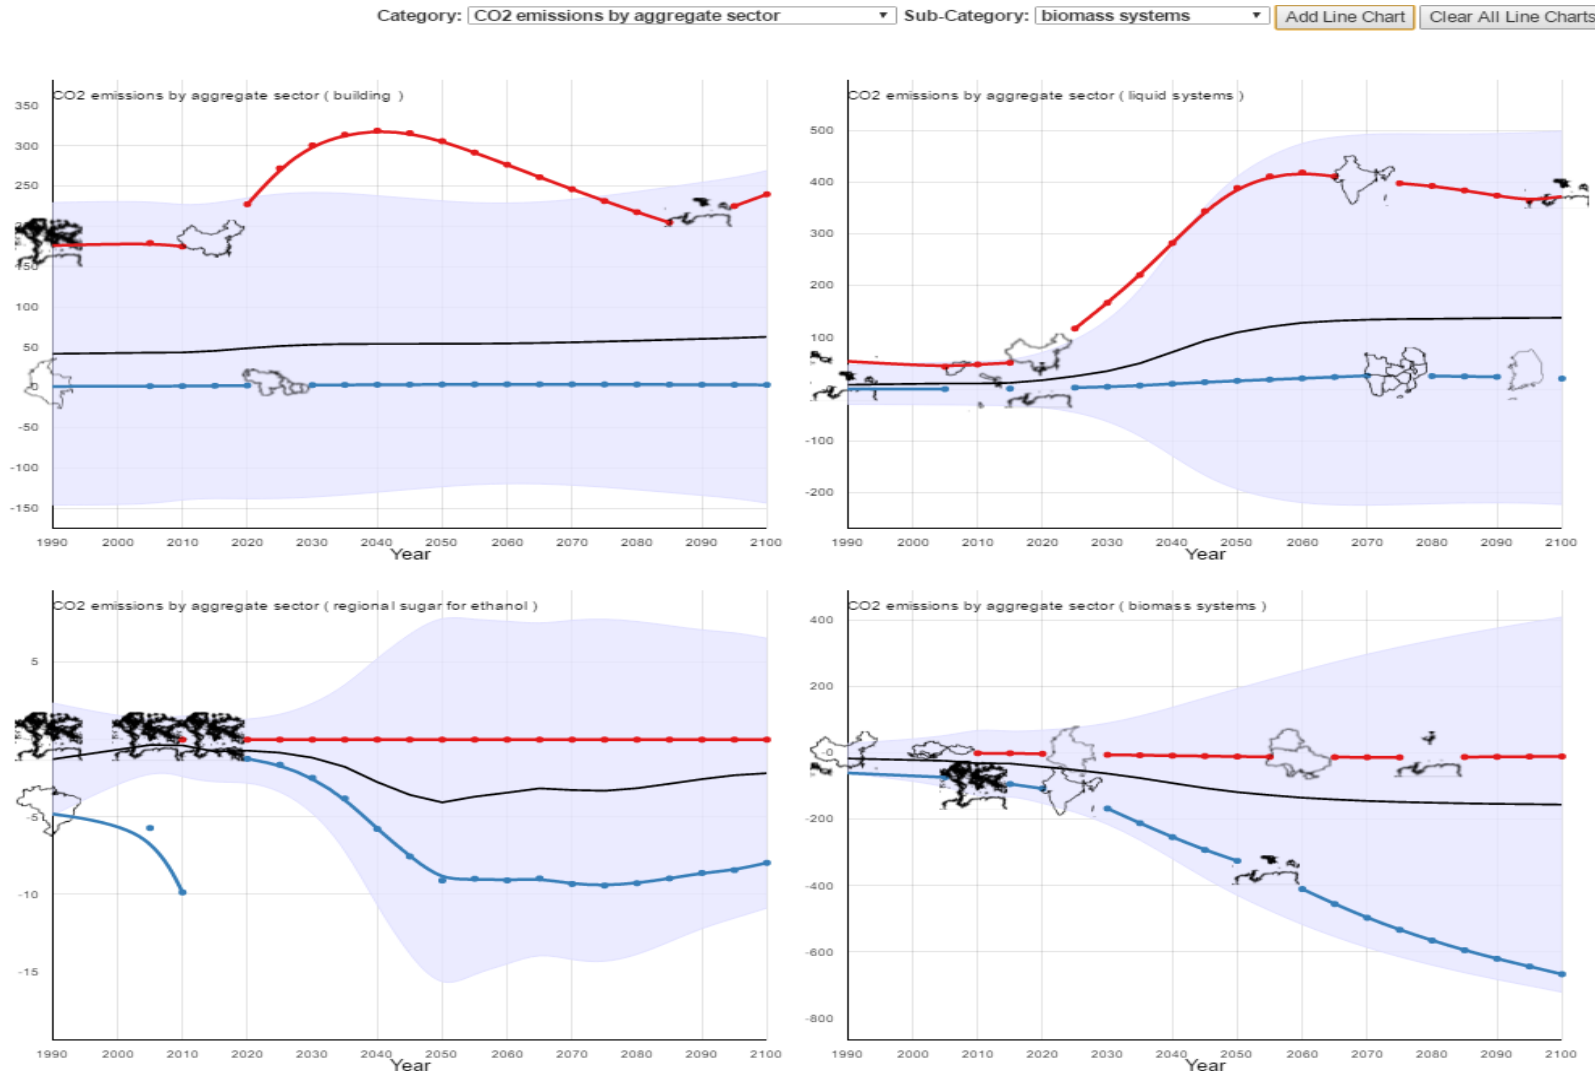 Category: CO2 emissions by aggregate sector Sub-Category: biomass systems Add Line Chart Clear All Line Charts
CO2 emissions by aggregate sector ( building )
350
300
250
150
100
50
0
-50
-100
-150
1990 2000 2010 2020 2030 2040 2050 2060 2070 2080 2090 2100
Year
CO2 emissions by aggregate sector ( liquid systems )
500
400
300
200
100
0
-100
-200
1990 2000 2010 2020 2030 2040 2050 2060 2070 2080 2090 2100
Year
CO2 emissions by aggregate sector ( regional sugar for ethanol )
5
-5
-10
-15
1990 2000 2010 2020 2030 2040 2050 2060 2070 2080 2090 2100
Year
CO2 emissions by aggregate sector ( biomass systems )
400
200
-0
-200
-400
-600
-800
1990 2000 2010 2020 2030 2040 2050 2060 2070 2080 2090 2100
Year